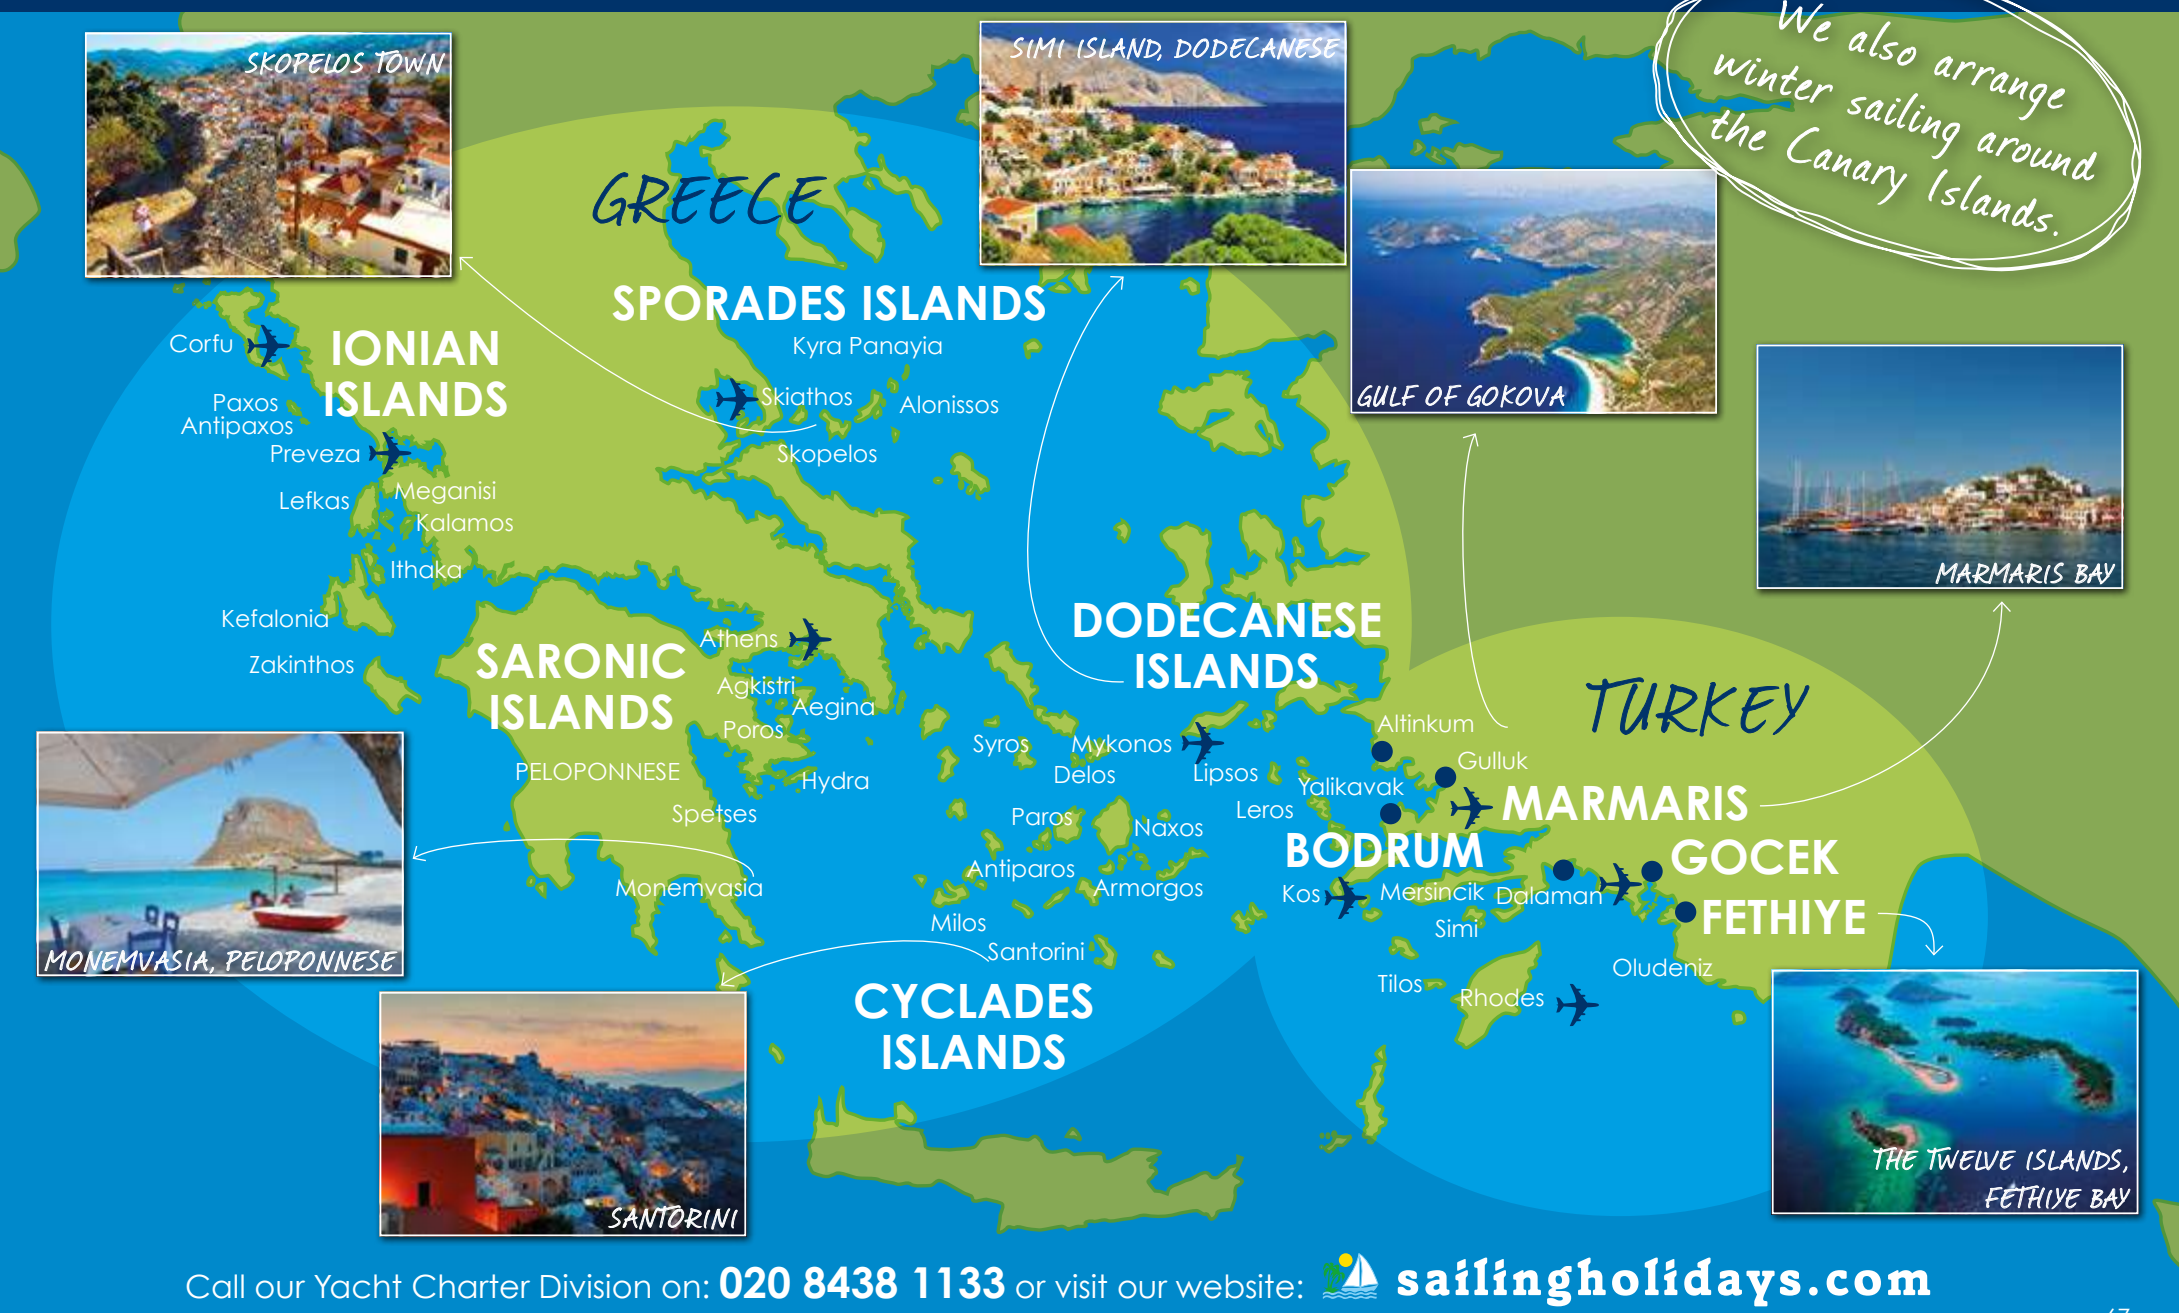 We also arrange
winter sailing around
the Canary Islands.
SKOPELOS TOWN
SIMI ISLAND, DODECANESE
GREECE
SPORADES ISLANDS
Kyra Panayia
Skiathos
Alonissos
Skopelos
Corfu
IONIAN
ISLANDS
Paxos
Antipaxos
Preveza
Lefkas
Meganisi
Kalamos
Ithaka
Kefalonia
Zakinthos
GULF OF GOKOVA
MARMARIS BAY
DODECANESE
ISLANDS
SARONIC
ISLANDS
Athens
Agkistri
Aegina
Poros
PELOPONNESE
Hydra
Spetses
Monemvasia
MONEMVASIA, PELOPONNESE
TURKEY
Altinkum
Gulluk
Syros
Mykonos
Delos
Lipsos
Yalikavak
Leros
MARMARIS
Paros
Naxos
BODRUM
GOCEK
Antiparos
Armorgos
Kos
Mersincik
Dalaman
FETHIYE
Milos
Simi
Santorini
Oludeniz
Tilos
Rhodes
CYCLADES
ISLANDS
SANTORINI
THE TWELVE ISLANDS,
FETHIYE BAY
Call our Yacht Charter Division on: 020 8438 1133 or visit our website: sailingholidays.com